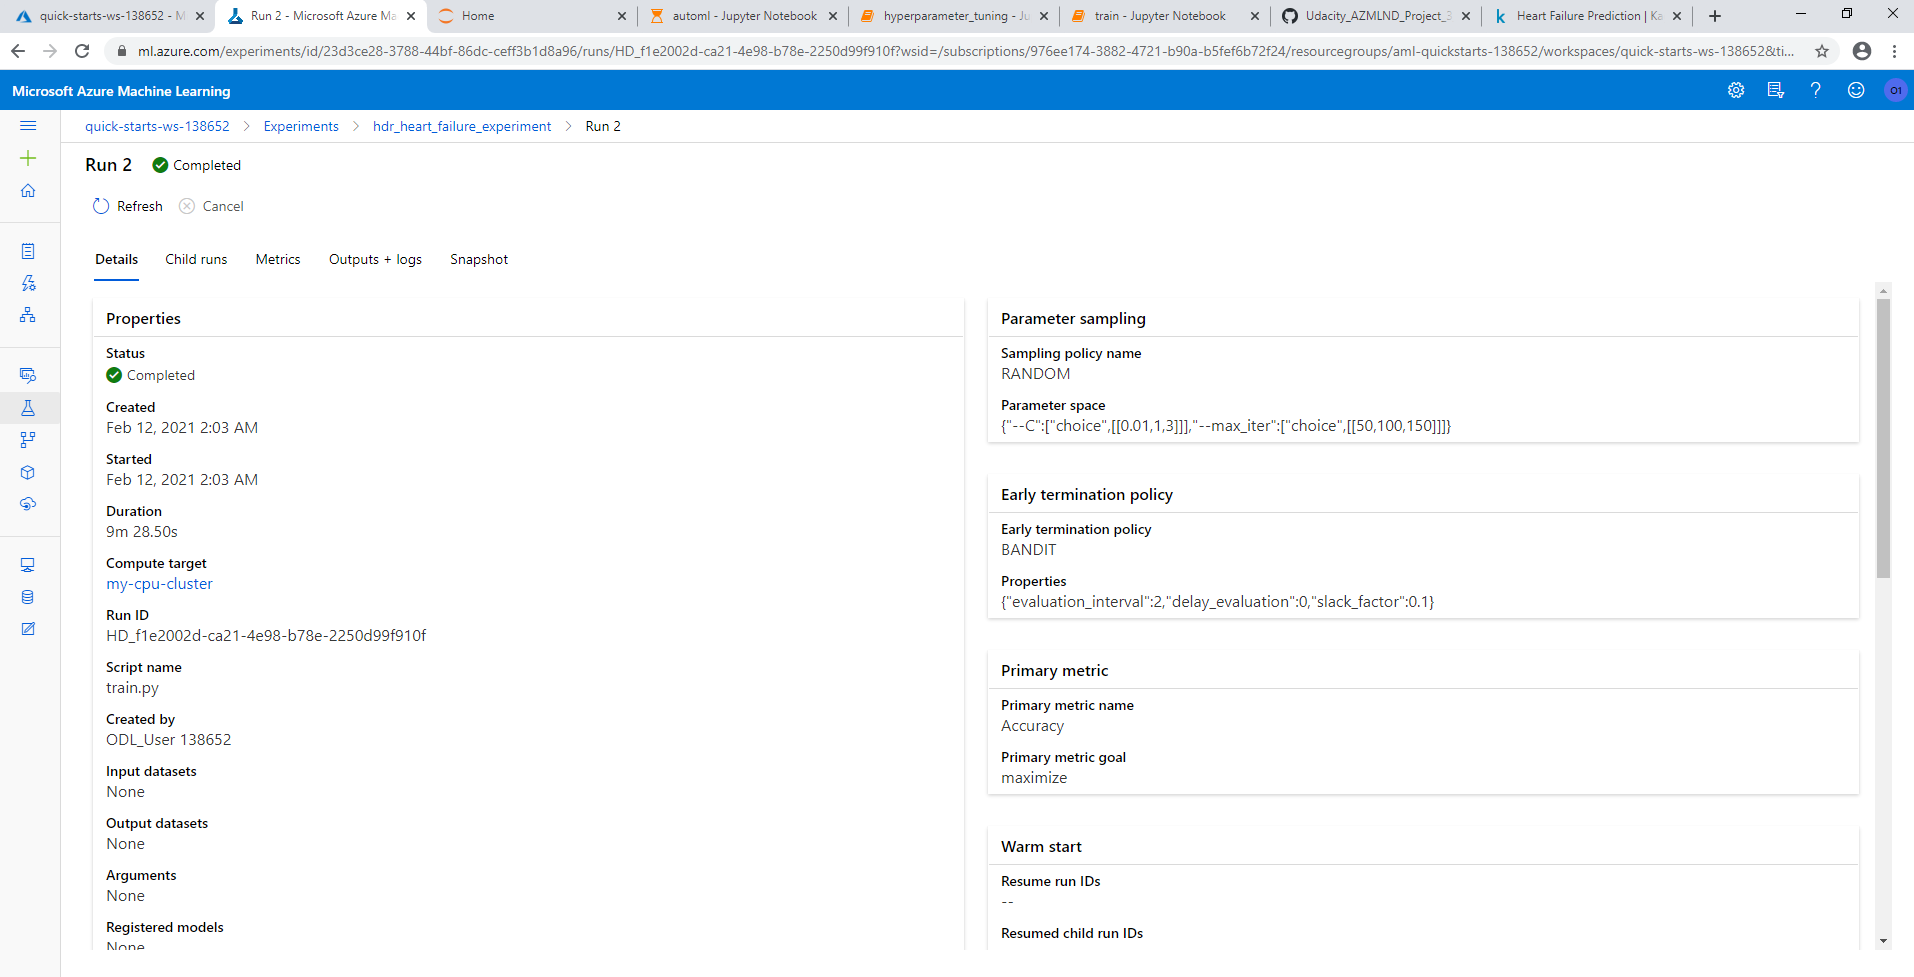 quick-starts-ws-138652 - M
Run 2 - Microsoft Azure Ma
Home
automl - Jupyter Notebook
hyperparameter_tuning - Ju
train - Jupyter Notebook
Udacity_AZMLND_Project_3
Heart Failure Prediction | Ka
ml.azure.com/experiments/id/23d3ce28-3788-44bf-86dc-ceff3b1d8a96/runs/HD_f1e2002d-ca21-4e98-b78e-2250d99f910f?wsid=/subscriptions/976ee174-3882-4721-b90a-b5fef6b72f24/resourcegroups/aml-quickstarts-138652/workspaces/quick-starts-ws-138652&ti...
Microsoft Azure Machine Learning
O1
quick-starts-ws-138652 > Experiments > hdr_heart_failure_experiment > Run 2
Run 2 Completed
Refresh Cancel
Details Child runs Metrics Outputs + logs Snapshot
Properties
Status
Completed
Created
Feb 12, 2021 2:03 AM
Started
Feb 12, 2021 2:03 AM
Duration
9m 28.50s
Compute target
my-cpu-cluster
Run ID
HD_f1e2002d-ca21-4e98-b78e-2250d99f910f
Script name
train.py
Created by
ODL_User 138652
Input datasets
None
Output datasets
None
Arguments
None
Registered models
None
Parameter sampling
Sampling policy name
RANDOM
Parameter space
{"--C":["choice",[[0.01,1,3]]],"--max_iter":["choice",[[50,100,150]]]}
Early termination policy
Early termination policy
BANDIT
Properties
{"evaluation_interval":2,"delay_evaluation":0,"slack_factor":0.1}
Primary metric
Primary metric name
Accuracy
Primary metric goal
maximize
Warm start
Resume run IDs
--
Resumed child run IDs